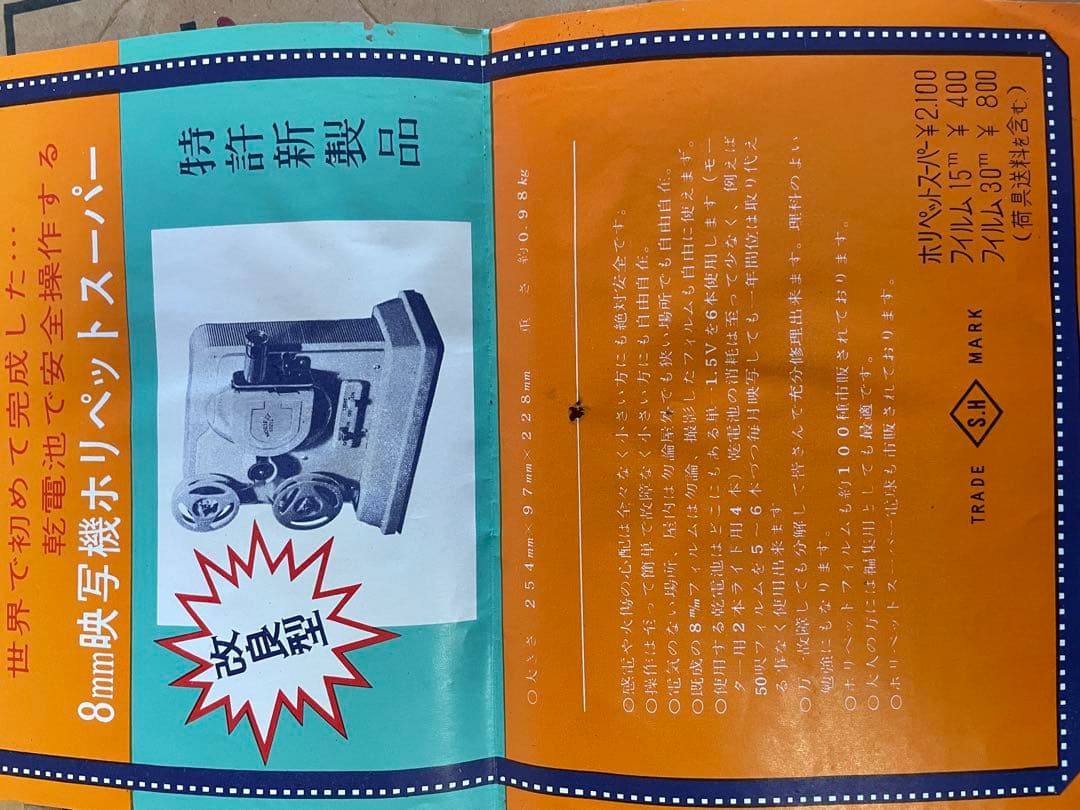 世界で初めて完成した…
乾電池で安全操作する
8mm映写機ホリペットスーパー
特許新製品
改良型
○大きさ 254mm×97mm×228mm 重さ 約0.98kg
○感電や火傷の心配は全々なく小さい方にも絶対安全です。
○操作は至って簡単で故障なく小さい方にも自由自在。
○電気のない場所、屋内は勿論屋外でも狭い場所でも自由自在。
○既成の8㎜フィルムは勿論、撮影したフィルムも自由に使えます。
○使用する乾電池はどこにもある単一1.5Vを6本使用します(モー
ター用2本ライト用4本)乾電池の消耗は至って少なく、例えば
50呎フィルムを5−6本づつ毎月映写しても一年間位は取り代え
る事なく使用出来ます
○万一故障しても分解して皆さんで充分修理出来ます。理科のよい
勉強にもなります。
○ホリペットフィルムも約100種市販されております。
○大人の方には編集用としても最適です。
○ホリペットスーパー電球も市販されております。
TRADE S.H MARK
ホリペットスーパー¥2.100
フィルム15ᵐᵐ ¥ 400
フィルム30ᵐᵐ ¥ 800
(荷具送料を含む)